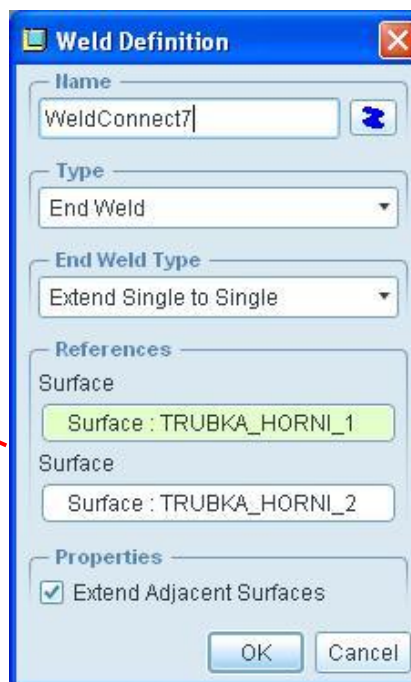 Weld Definition
Name
WeldConnect7
Type
End Weld
End Weld Type
Extend Single to Single
References
Surface
Surface : TRUBKA_HORNI_1
Surface
Surface : TRUBKA_HORNI_2
Properties
Extend Adjacent Surfaces
OK Cancel